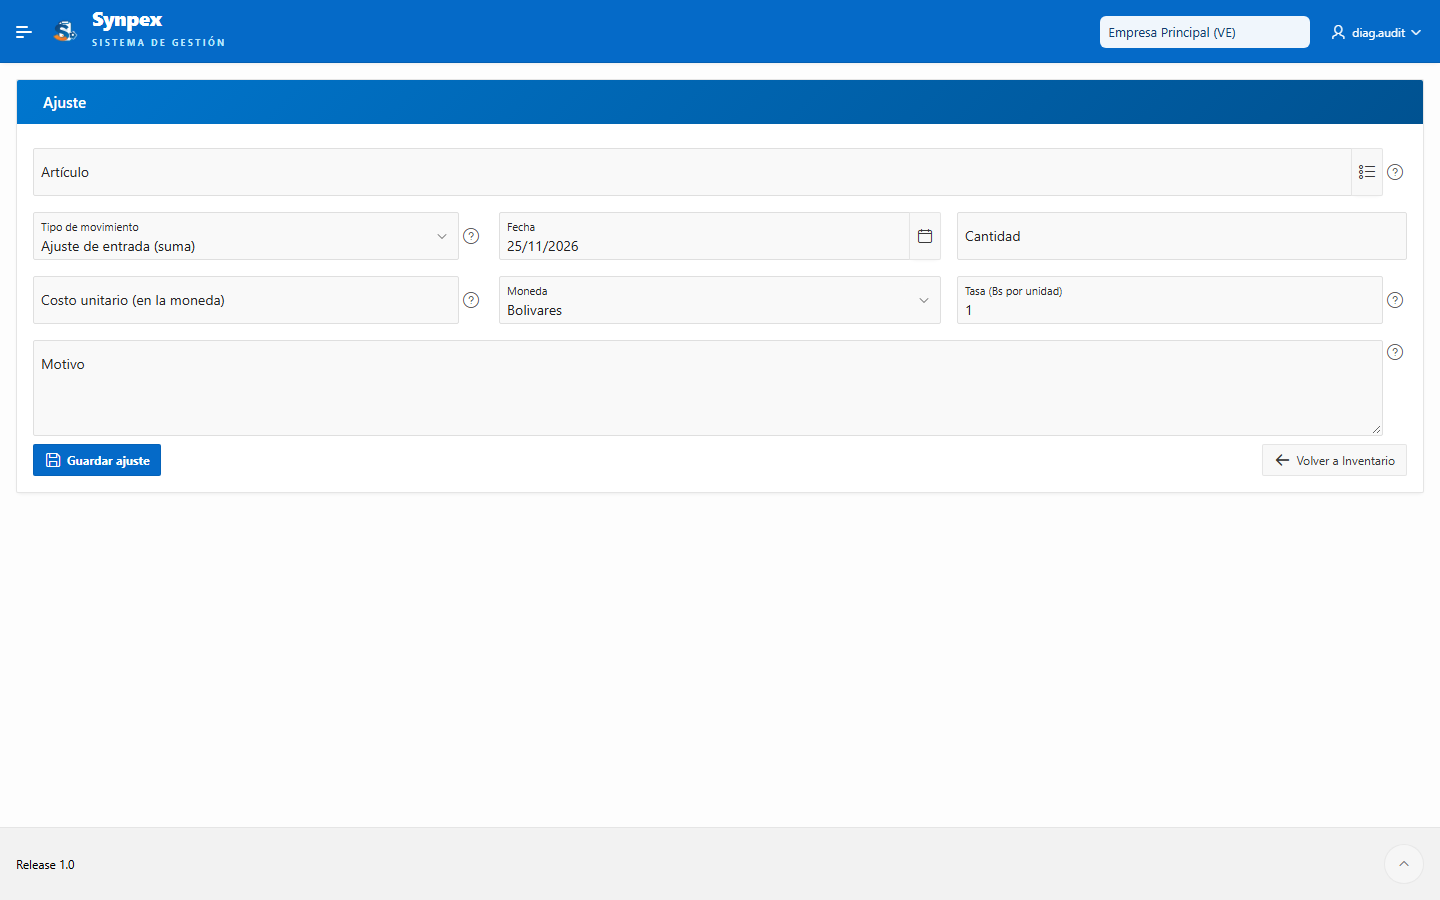 Synpex
SISTEMA DE GESTIÓN
Empresa Principal (VE)
diag.audit
Ajuste
Artículo
Tipo de movimiento
Ajuste de entrada (suma)
Fecha
25/11/2026
Cantidad
Costo unitario (en la moneda)
Moneda
Bolivares
Tasa (Bs por unidad)
1
Motivo
Guardar ajuste
Volver a Inventario
Release 1.0